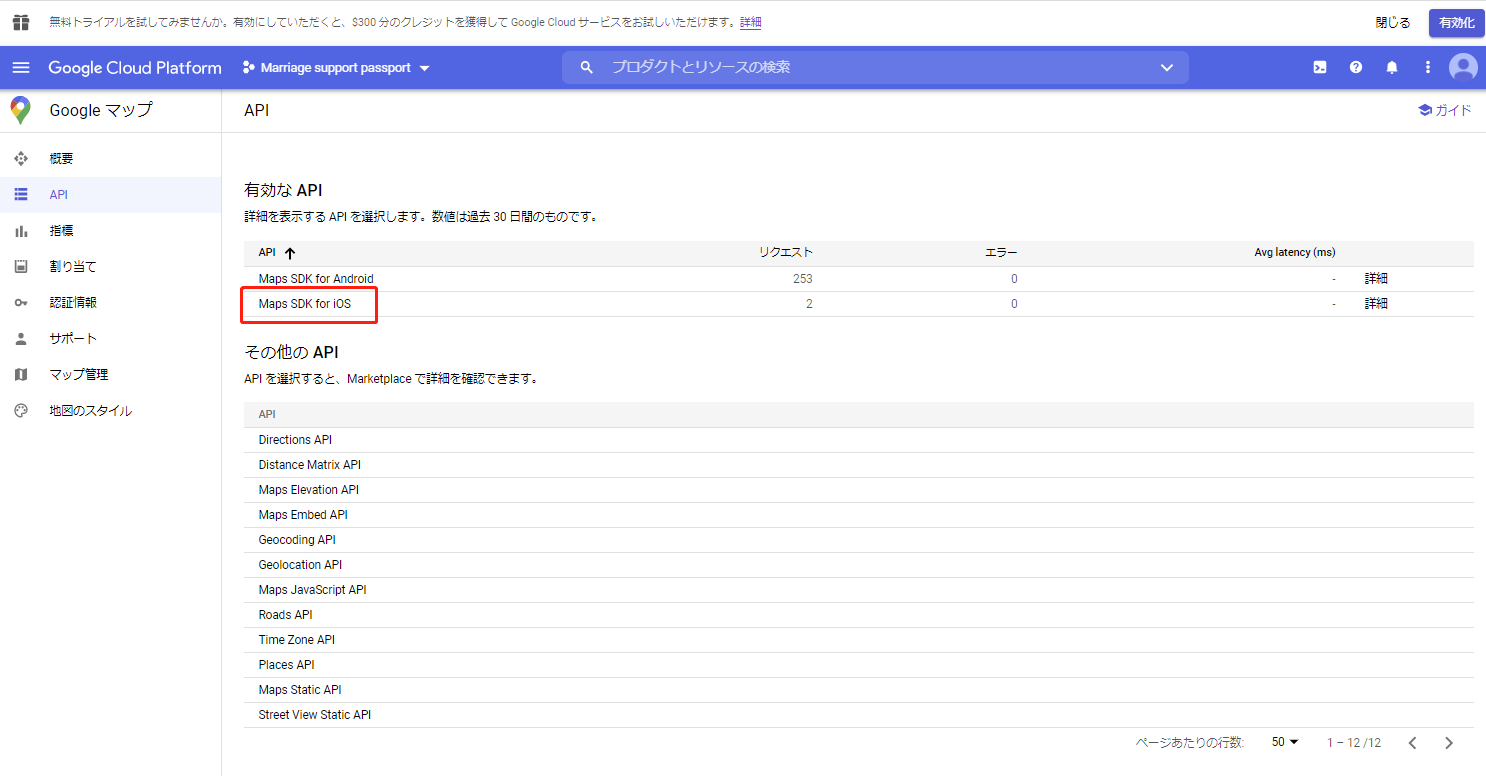 無料トライアルを試してみませんか。有効にしていただくと、$300 分のクレジットを獲得して Google Cloud サービスをお試しいただけます。詳細
閉じる
有効化
Google Cloud Platform
Marriage support passport
プロダクトとリソースの検索
Google マップ
API
ガイド
概要
API
指標
割り当て
認証情報
サポート
マップ管理
地図のスタイル
有効な API
詳細を表示する API を選択します。数値は過去 30 日間のものです。
API リクエスト エラー Avg latency (ms)
Maps SDK for Android 253 0 - 詳細
Maps SDK for iOS 2 0 - 詳細
その他の API
API を選択すると、Marketplace で詳細を確認できます。
API
Directions API
Distance Matrix API
Maps Elevation API
Maps Embed API
Geocoding API
Geolocation API
Maps JavaScript API
Roads API
Time Zone API
Places API
Maps Static API
Street View Static API
ページあたりの行数: 50 1 – 12 /12